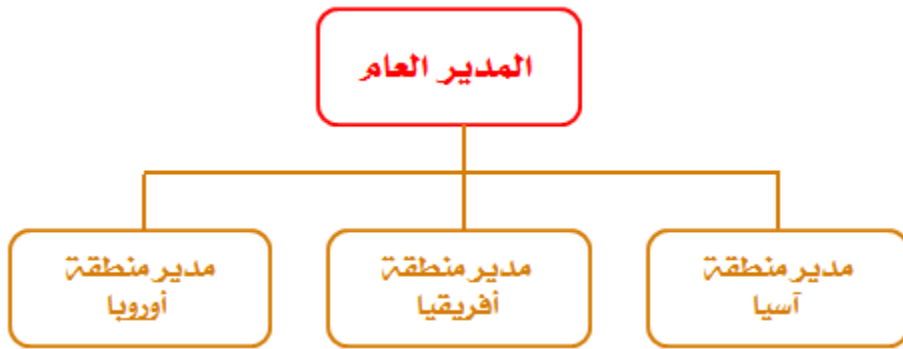 المدير العام
مدير منطقة
آسيا
مدير منطقة
أفريقيا
مدير منطقة
أوروبا